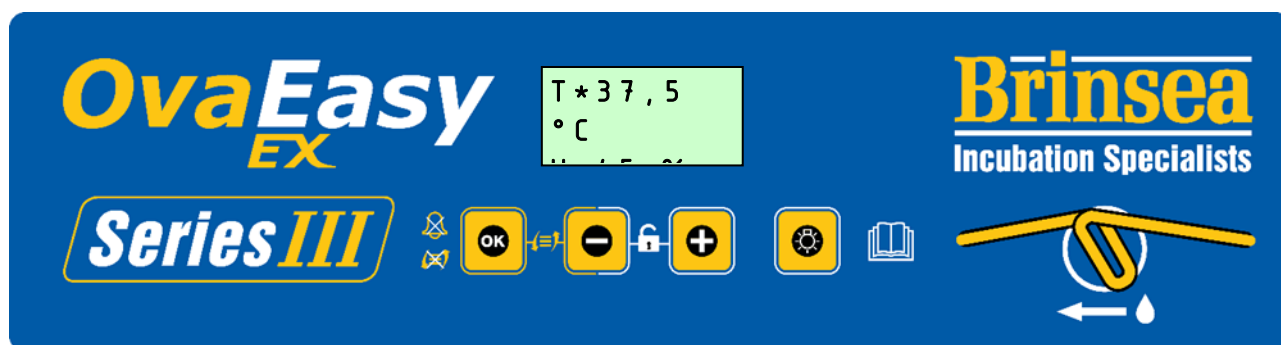 OvaEasy
EX
T*37,5
°C
Brinsea
Incubation Specialists
Series III
OK